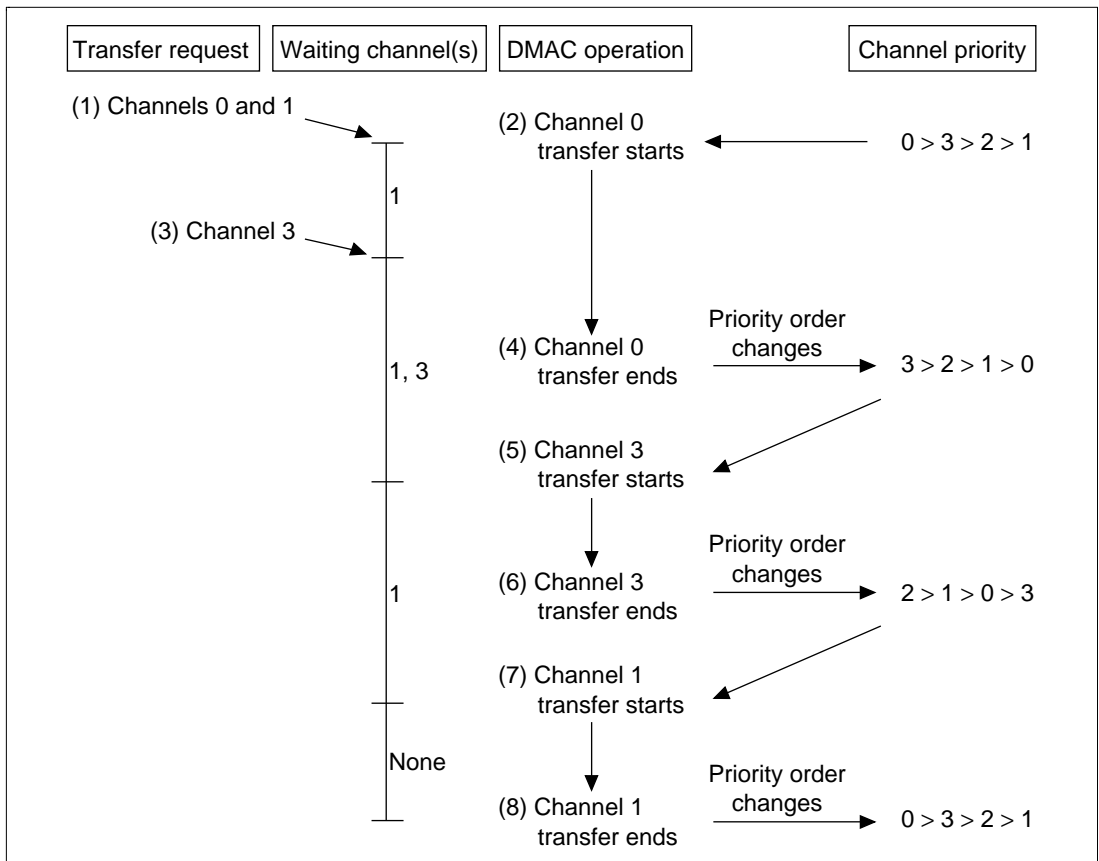 Transfer request
Waiting channel(s)
DMAC operation
Channel priority
(1) Channels 0 and 1
(2) Channel 0
transfer starts
0 > 3 > 2 > 1
1
(3) Channel 3
1, 3
(4) Channel 0
transfer ends
Priority order
changes
3 > 2 > 1 > 0
(5) Channel 3
transfer starts
1
(6) Channel 3
transfer ends
Priority order
changes
2 > 1 > 0 > 3
(7) Channel 1
transfer starts
None
(8) Channel 1
transfer ends
Priority order
changes
0 > 3 > 2 > 1